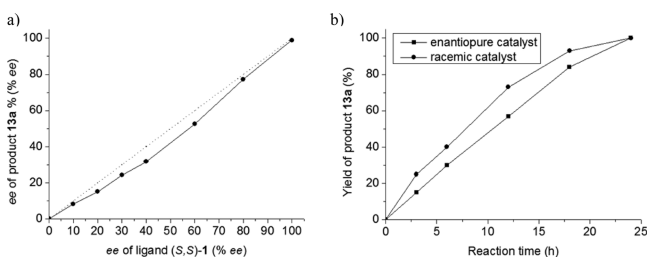 a)
100
80
60
40
20
0
0 10 20 30 40 50 60 70 80 90 100
ee of product 13a % (% ee)
ee of ligand (S,S)-1 (% ee)
b)
enantiopure catalyst
racemic catalyst
100
80
60
40
20
0
0 5 10 15 20 25
Yield of product 13a (%)
Reaction time (h)